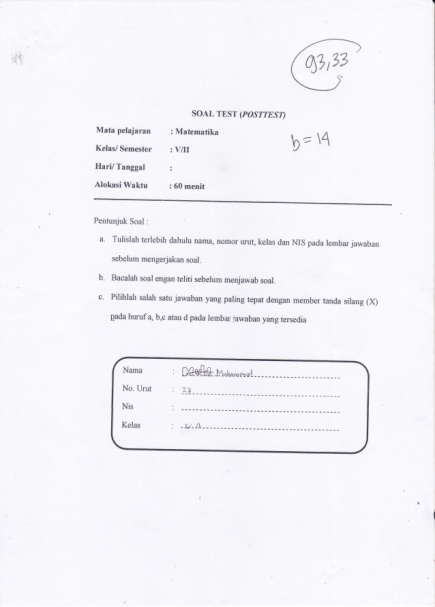 93,33
SOAL TEST (POSTTEST)
Mata pelajaran : Matematika
b = 14
Kelas/ Semester : V/II
Hari/ Tanggal :
Alokasi Waktu : 60 menit
Pentunjuk Soal :
a. Tulislah terlebih dahulu nama, nomor urut, kelas dan NIS pada lembar jawaban
sebelum mengerjakan soal.
b. Bacalah soal engan teliti sebelum menjawab soal.
c. Pilihlah salah satu jawaban yang paling tepat dengan member tanda silang (X)
pada huruf a, b,c atau d pada lembar jawaban yang tersedia
Nama :
No. Urut :
Nis :
Kelas :